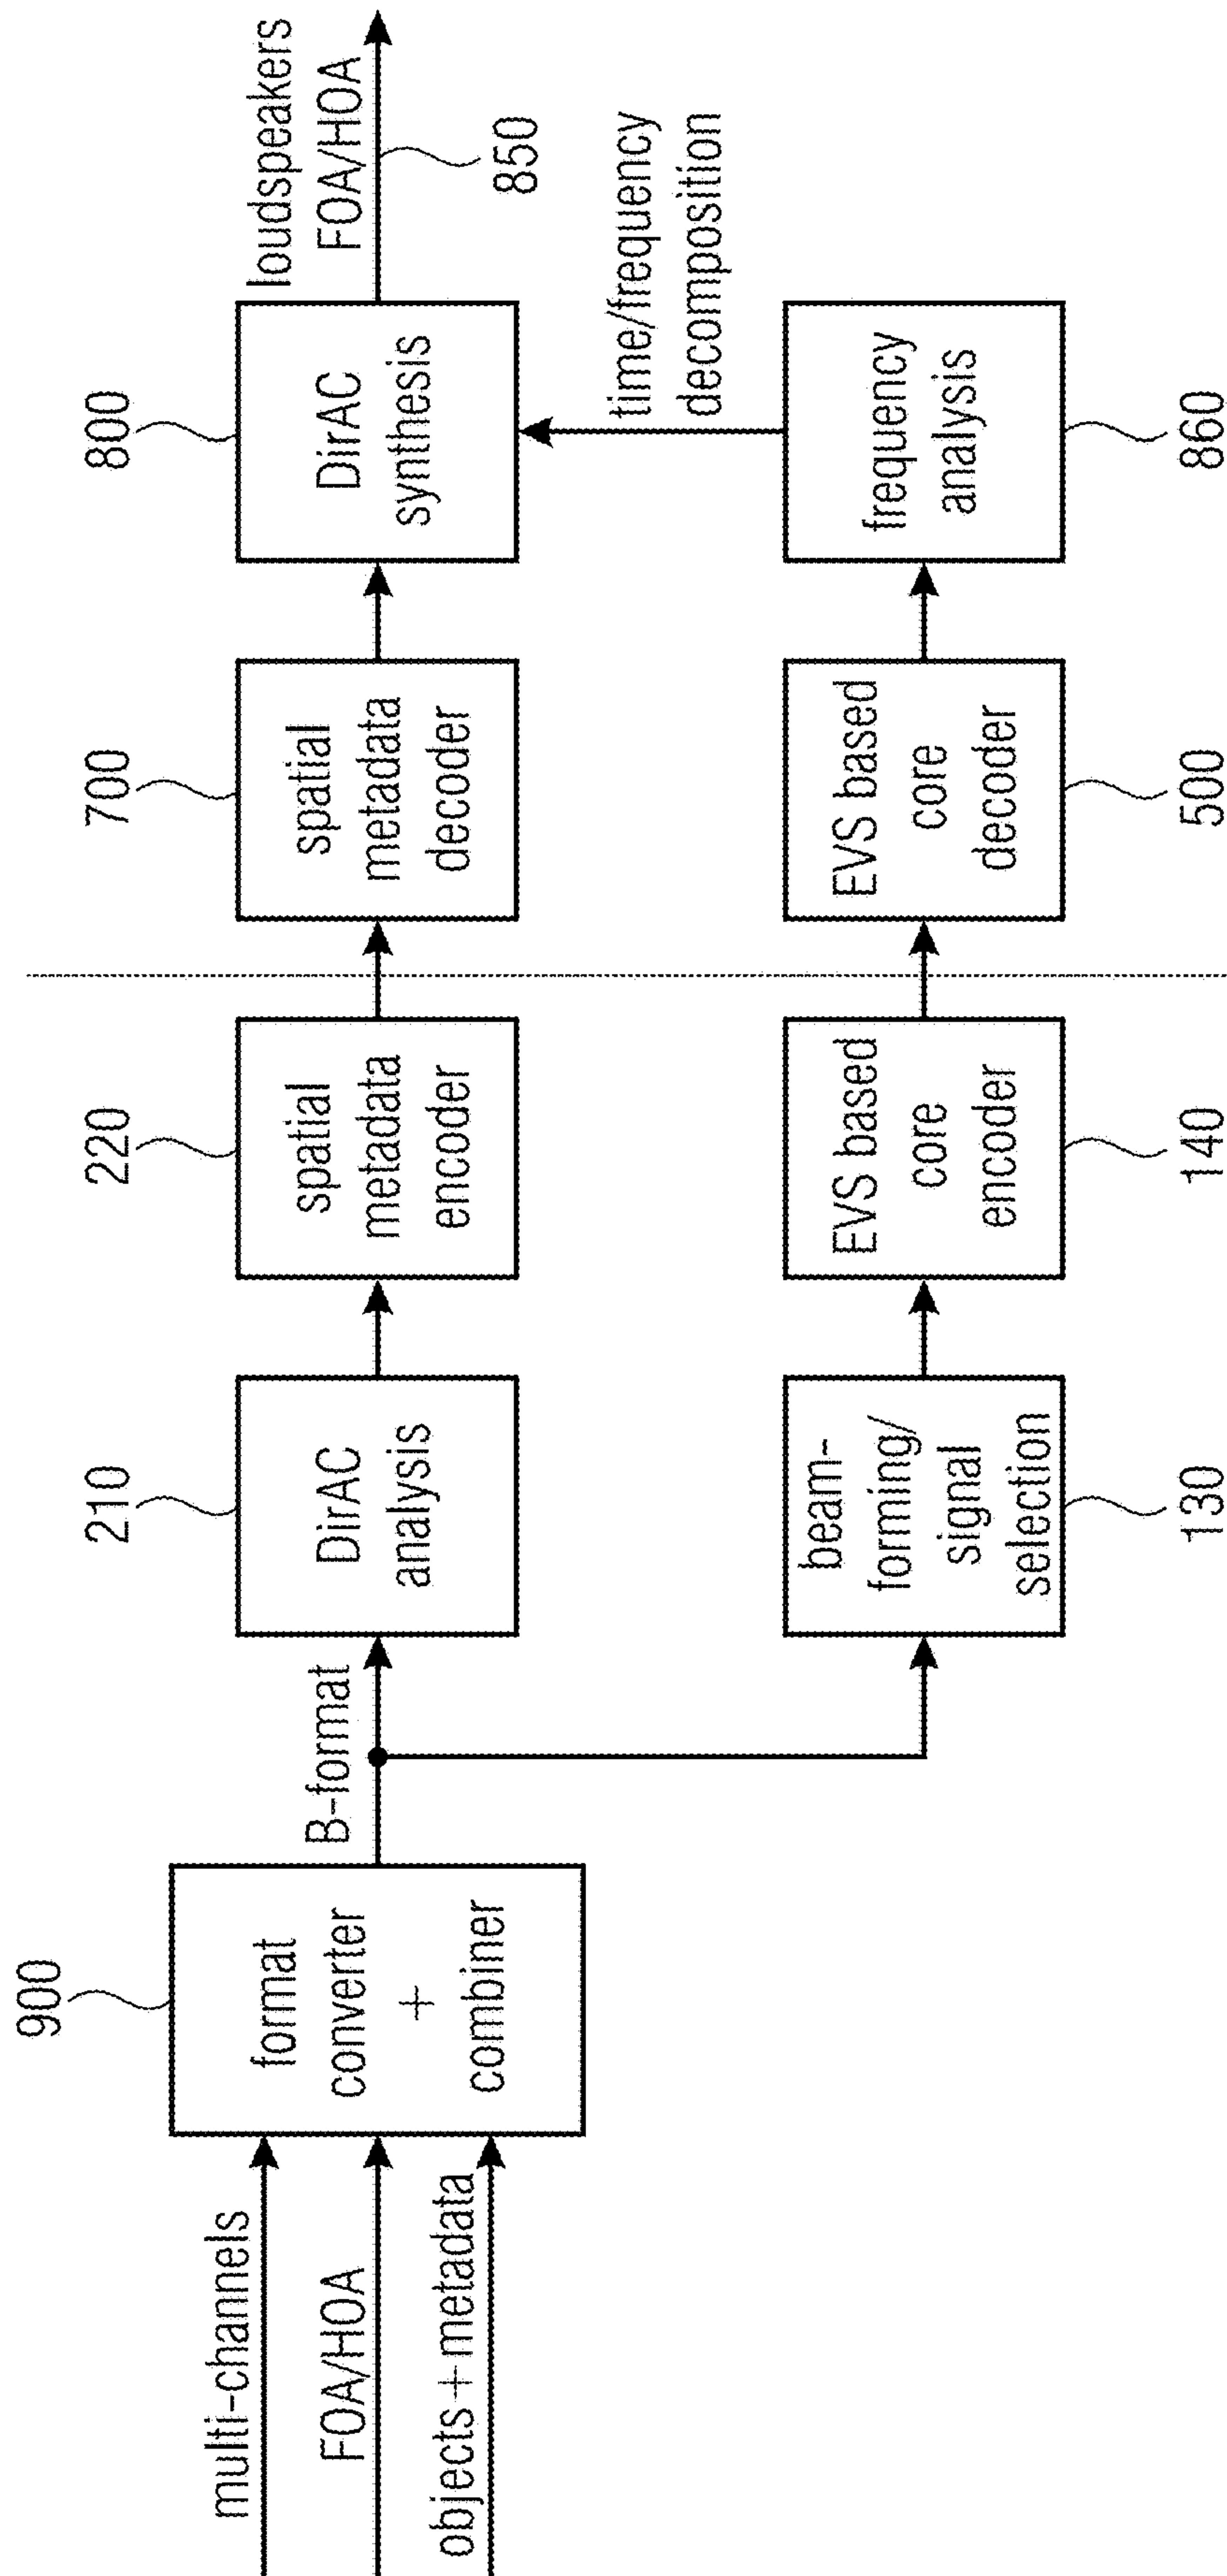 multi-channels
FOA/HOA
objects+metadata
900
format
converter
+
combiner
B-format
210
DirAC
analysis
220
spatial
metadata
encoder
700
spatial
metadata
decoder
800
DirAC
synthesis
loudspeakers
FOA/HOA
850
time/frequency
decomposition
beam-
forming/
signal
selection
130
EVS based
core
encoder
140
EVS based
core
decoder
500
frequency
analysis
860